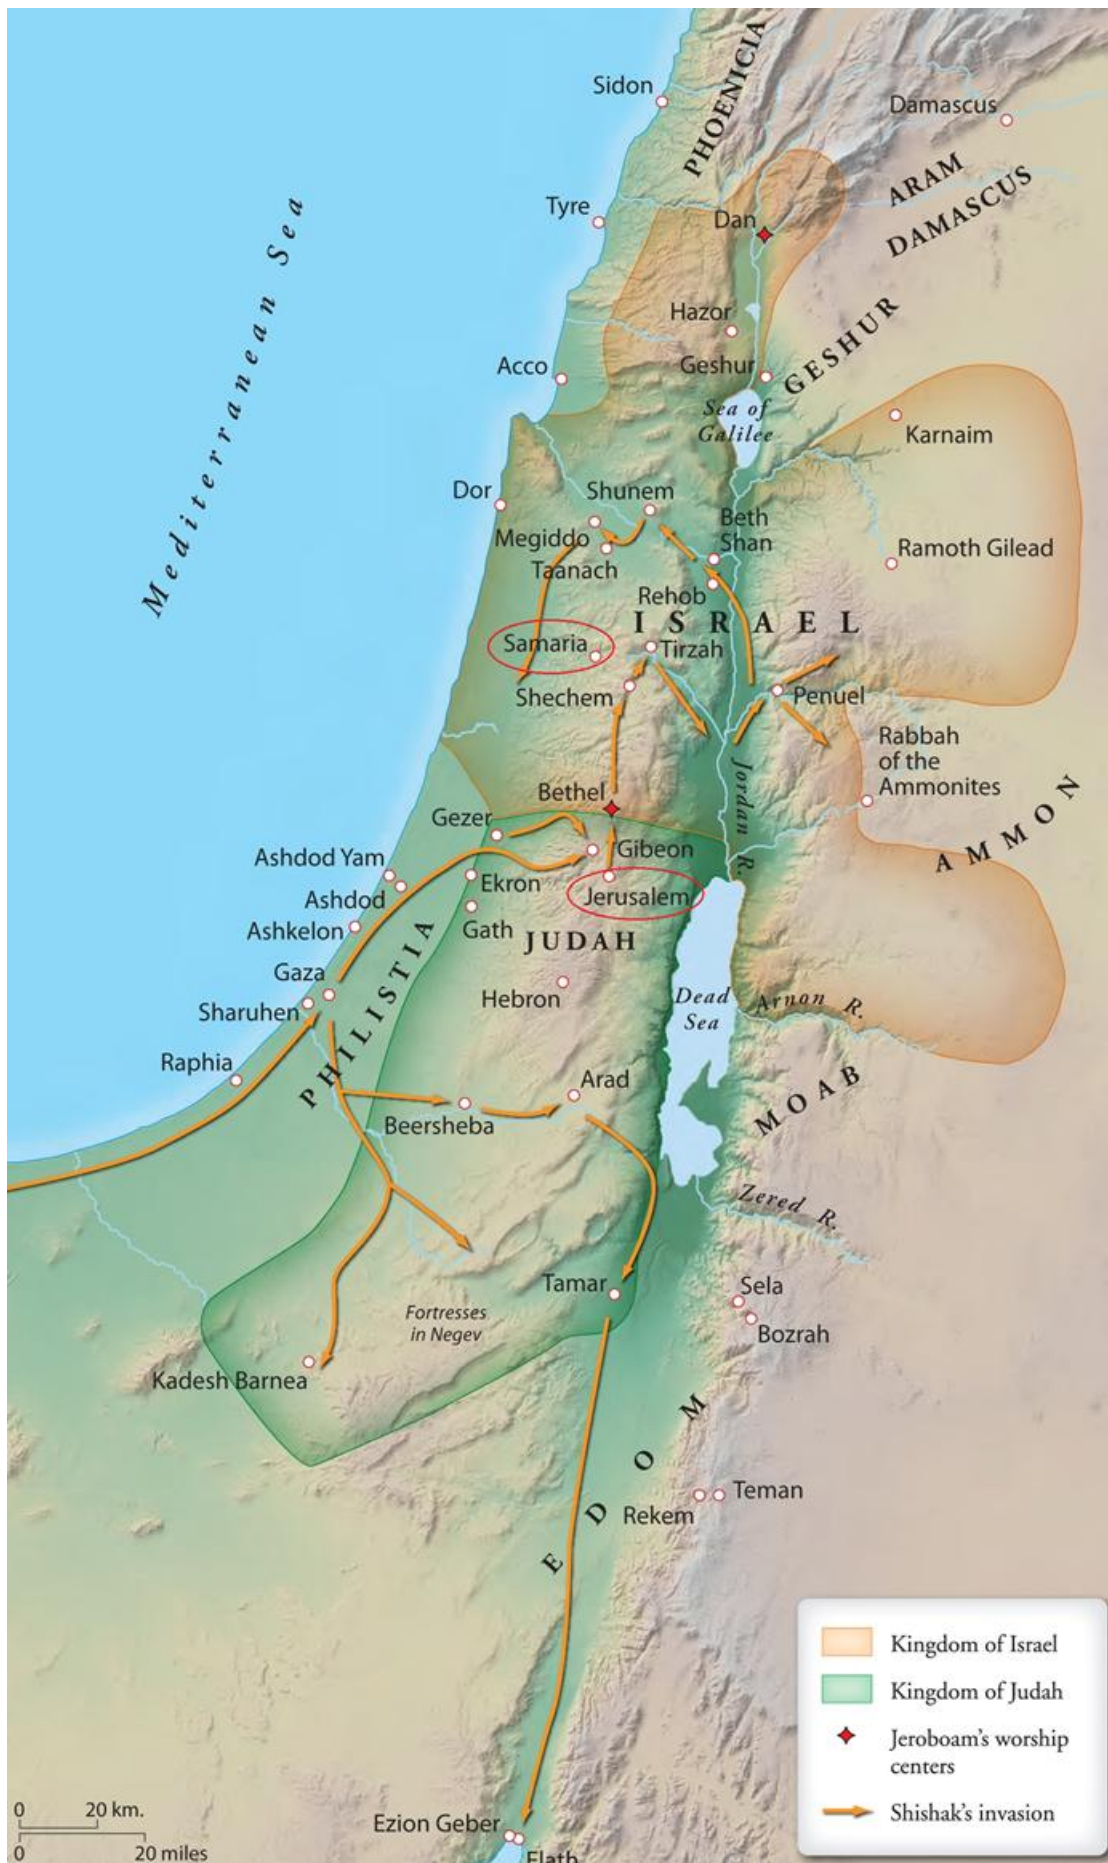 Sidon
PHOENICIA
Damascus
ARAM
DAMASCUS
Tyre
Dan
Mediterranean Sea
Hazor
GESHUR
Acco
Geshur
Sea of
Galilee
Karnaim
Dor
Shunem
Beth
Shan
Megiddo
Taanach
Ramoth Gilead
Rehob
ISRAEL
Samaria
Tirzah
Shechem
Penuel
Rabbah
of the
Ammonites
Jordan R.
Bethel
Gezer
Gibeon
AMMON
Ashdod Yam
Ekron
Ashdod
Jerusalem
Ashkelon
Gath
JUDAH
PHILISTIA
Gaza
Hebron
Dead
Sea
Arnon R.
Sharuhen
Raphia
Arad
MOAB
Beersheba
Zered R.
Tamar
Sela
Fortresses
in Negev
Bozrah
Kadesh Barnea
EDOM
Teman
Rekem
Kingdom of Israel
Kingdom of Judah
Jeroboam's worship
centers
Shishak's invasion
0 20 km.
0 20 miles
Ezion Geber
Elath